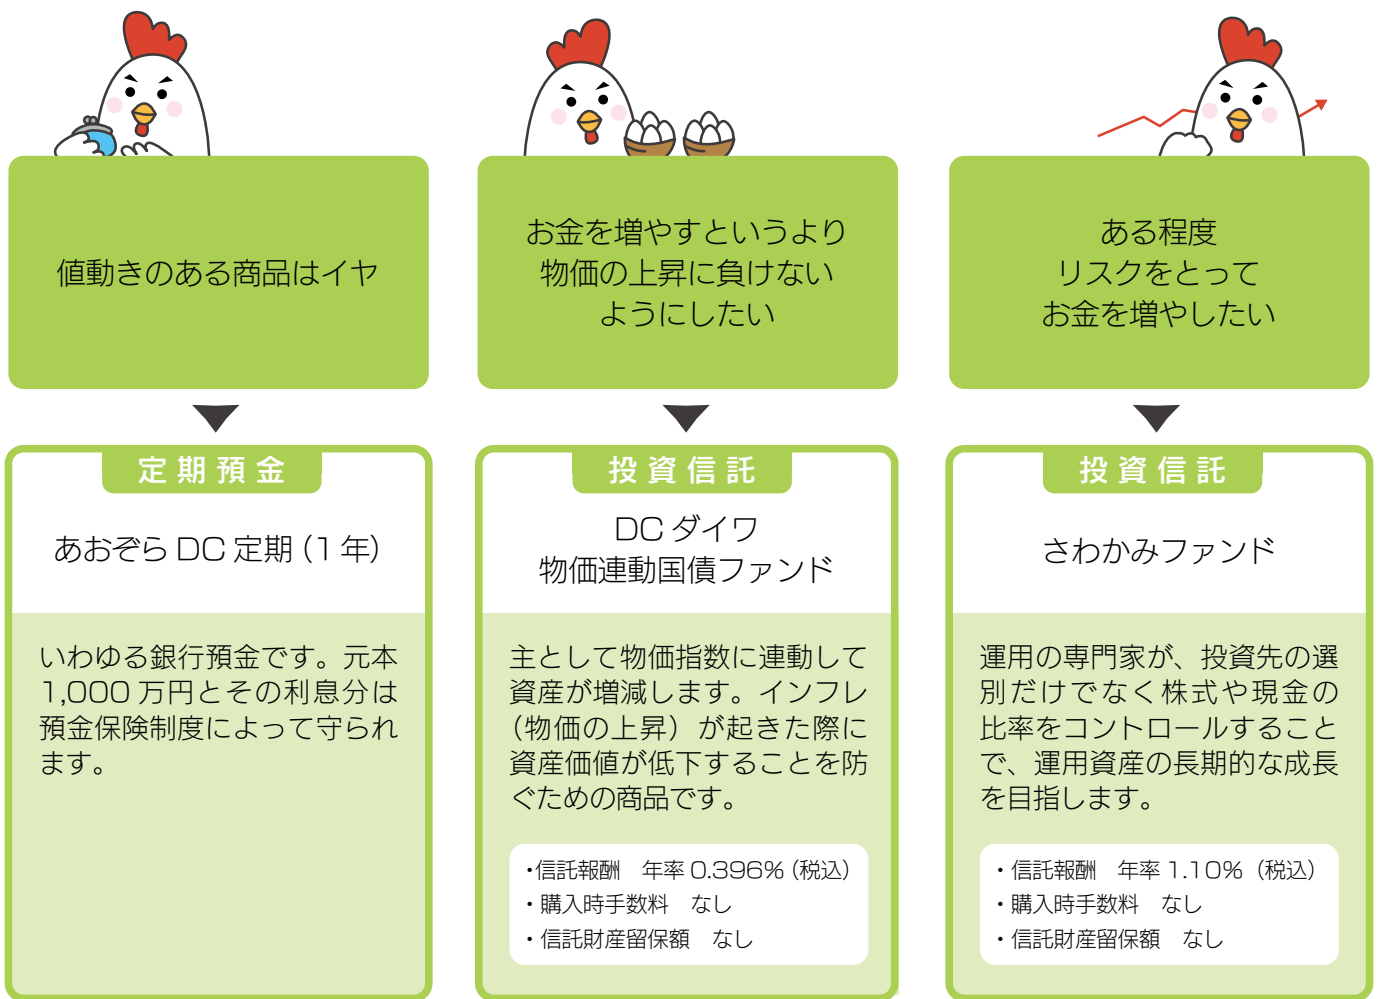 値動きのある商品はイヤ
お金を増やすというより
物価の上昇に負けない
ようにしたい
ある程度
リスクをとって
お金を増やしたい
定期預金
あおぞら DC 定期（1 年）
いわゆる銀行預金です。元本
1,000 万円とその利息分は
預金保険制度によって守られ
ます。
投資信託
DC ダイワ
物価連動国債ファンド
主として物価指数に連動して
資産が増減します。インフレ
（物価の上昇）が起きた際に
資産価値が低下することを防
ぐための商品です。
・信託報酬　年率 0.396%（税込）
・購入時手数料　なし
・信託財産留保額　なし
投資信託
さわかみファンド
運用の専門家が、投資先の選
別だけでなく株式や現金の
比率をコントロールすること
で、運用資産の長期的な成長
を目指します。
・信託報酬　年率 1.10%（税込）
・購入時手数料　なし
・信託財産留保額　なし